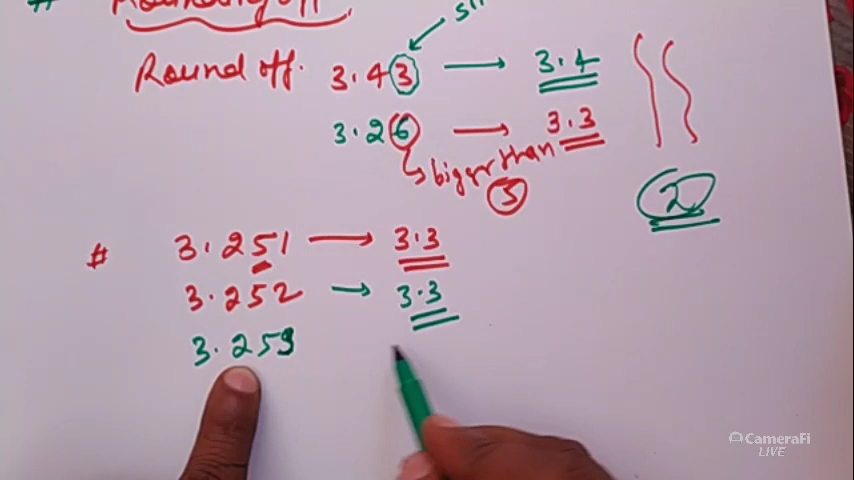 #
Round off. 3.43 → 3.4
3.26 → 3.3
bigger than
5
2
# 3.251 → 3.3
3.252 → 3.3
3.259
CameraFi
LIVE